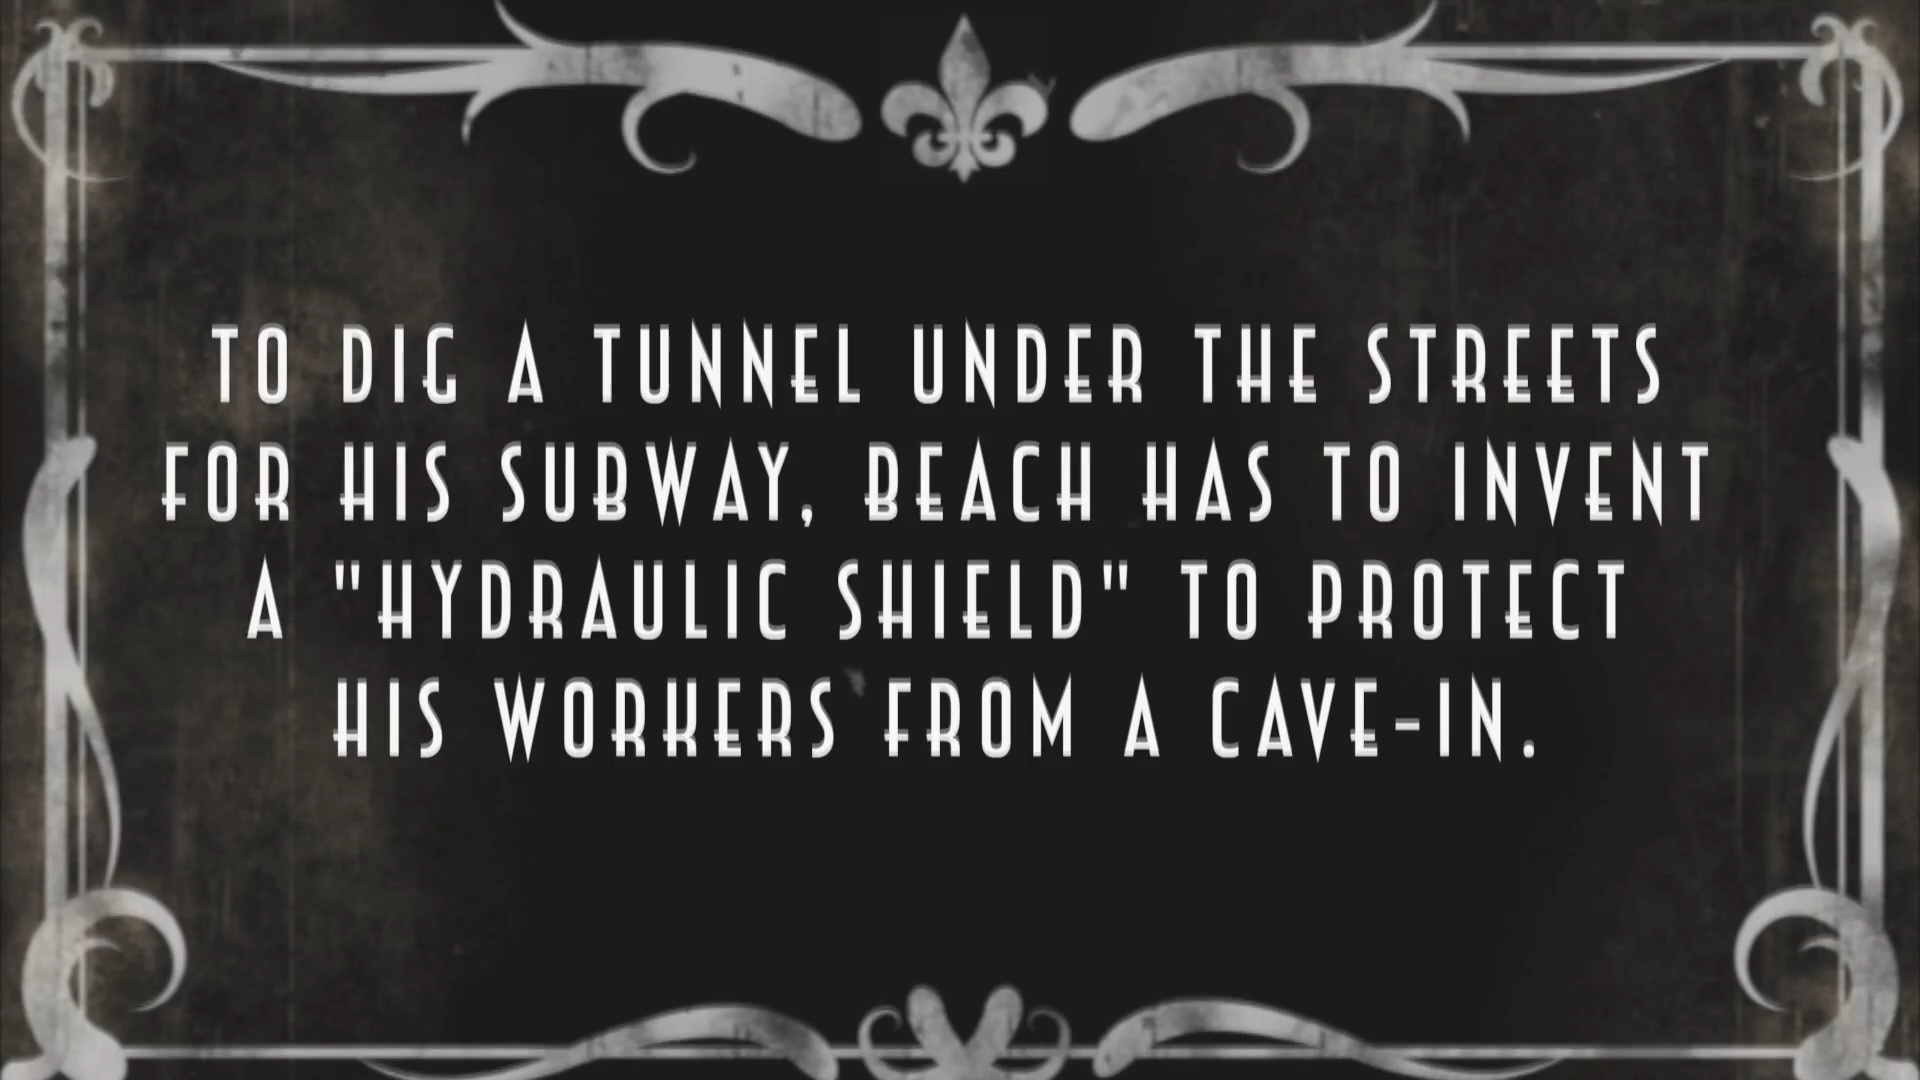 TO DIG A TUNNEL UNDER THE STREETS
FOR HIS SUBWAY, BEACH HAS TO INVENT
A "HYDRAULIC SHIELD" TO PROTECT
HIS WORKERS FROM A CAVE-IN.